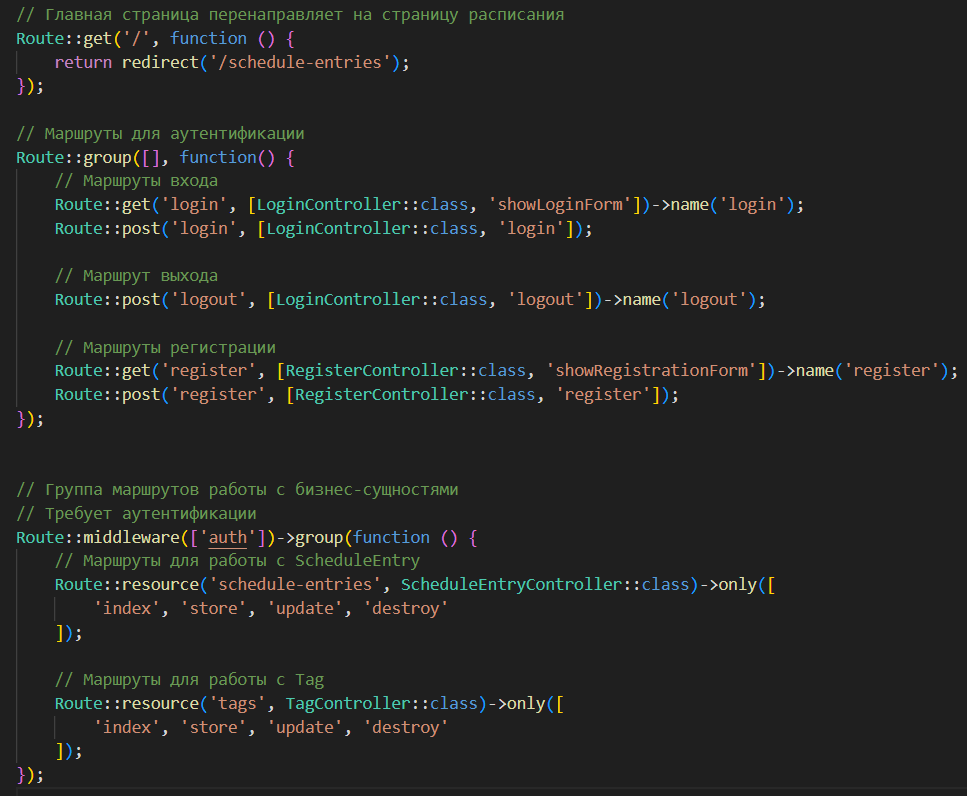 // Главная страница перенаправляет на страницу расписания
Route::get('/', function () {
    return redirect('/schedule-entries');
});

// Маршруты для аутентификации
Route::group([], function() {
    // Маршруты входа
    Route::get('login', [LoginController::class, 'showLoginForm'])->name('login');
    Route::post('login', [LoginController::class, 'login']);

    // Маршрут выхода
    Route::post('logout', [LoginController::class, 'logout'])->name('logout');

    // Маршруты регистрации
    Route::get('register', [RegisterController::class, 'showRegistrationForm'])->name('register');
    Route::post('register', [RegisterController::class, 'register']);
});


// Группа маршрутов работы с бизнес-сущностями
// Требует аутентификации
Route::middleware(['auth'])->group(function () {
    // Маршруты для работы с ScheduleEntry
    Route::resource('schedule-entries', ScheduleEntryController::class)->only([
        'index', 'store', 'update', 'destroy'
    ]);

    // Маршруты для работы с Tag
    Route::resource('tags', TagController::class)->only([
        'index', 'store', 'update', 'destroy'
    ]);
});